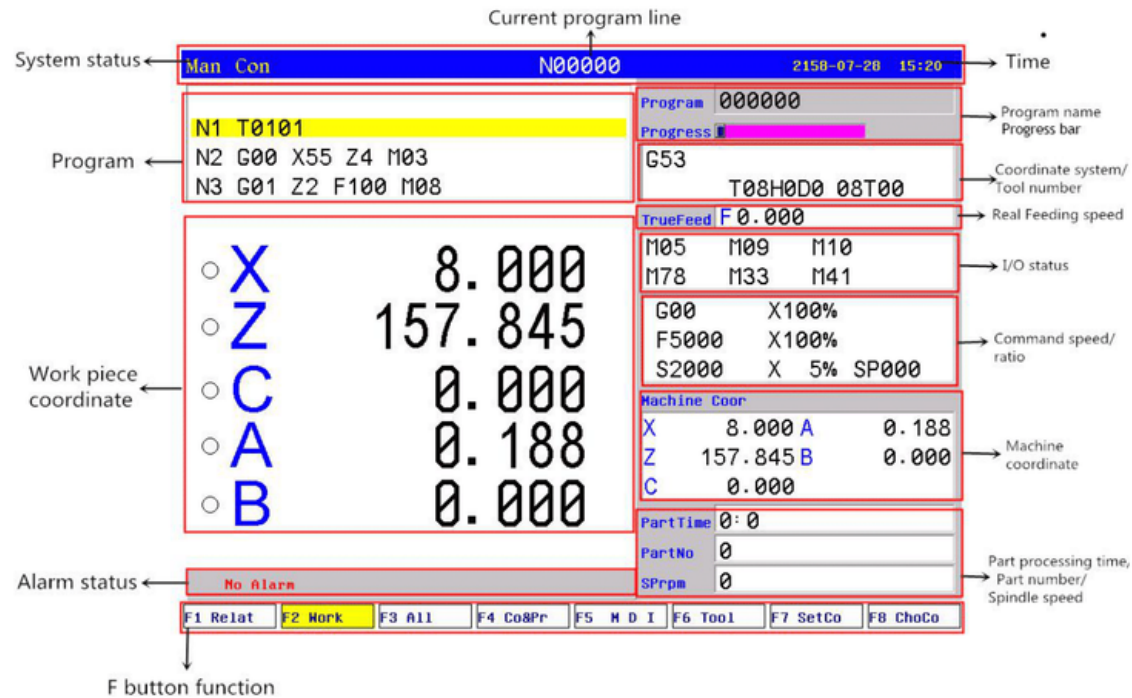 Current program line
System status
Man Con N00000 2158-07-28 15:20
Time
Program 000000
Progress
Program name
Progress bar
N1 T0101
N2 G00 X55 Z4 M03
N3 G01 Z2 F100 M08
Program
G53
T08H0D0 08T00
Coordinate system/
Tool number
TrueFeed F 0.000
Real Feeding speed
M05 M09 M10
M78 M33 M41
I/O status
G00 X100%
F5000 X100%
S2000 X 5% SP000
Command speed/
ratio
X 8.000
Z 157.845
C 0.000
A 0.188
B 0.000
Work piece
coordinate
Machine Coor
X 8.000 A 0.188
Z 157.845 B 0.000
C 0.000
Machine
coordinate
PartTime 0: 0
PartNo 0
SPrpm 0
Part processing time,
Part number/
Spindle speed
Alarm status
No Alarm
F1 Relat F2 Work F3 All F4 Co&Pr F5 M D I F6 Tool F7 SetCo F8 ChoCo
F button function